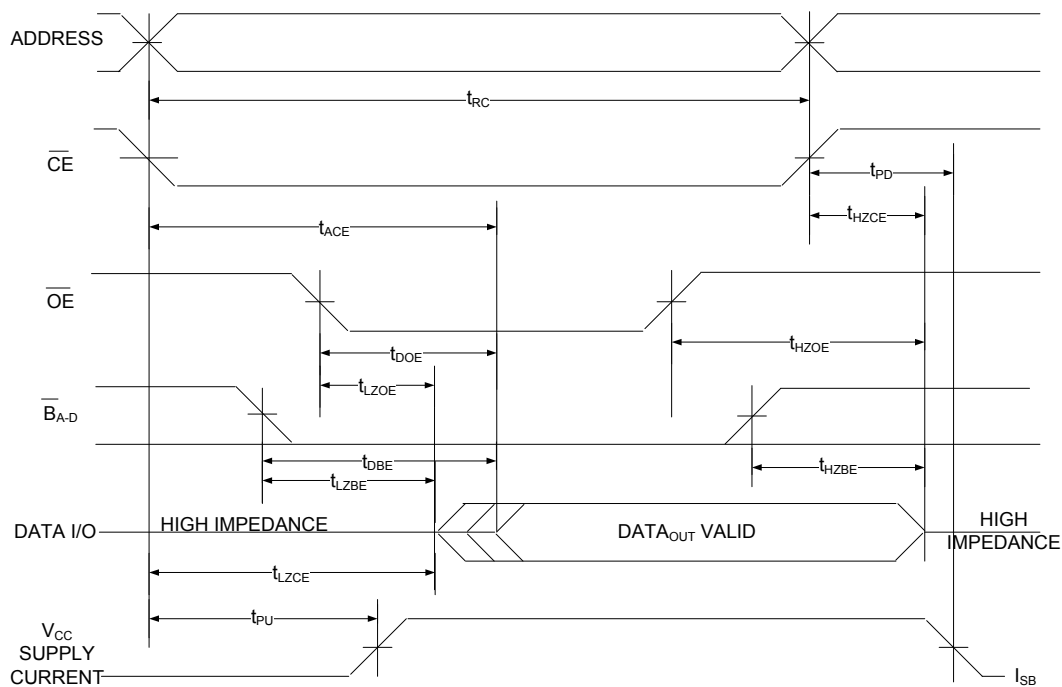 ADDRESS
tRC
CE
tPD
tHZCE
tACE
OE
tDOE
tHZOE
tLZOE
BA-D
tDBE
tHZBE
tLZBE
DATA I/O
HIGH IMPEDANCE
DATAOUT VALID
HIGH
IMPEDANCE
tLZCE
tPU
VCC
SUPPLY
CURRENT
ISB